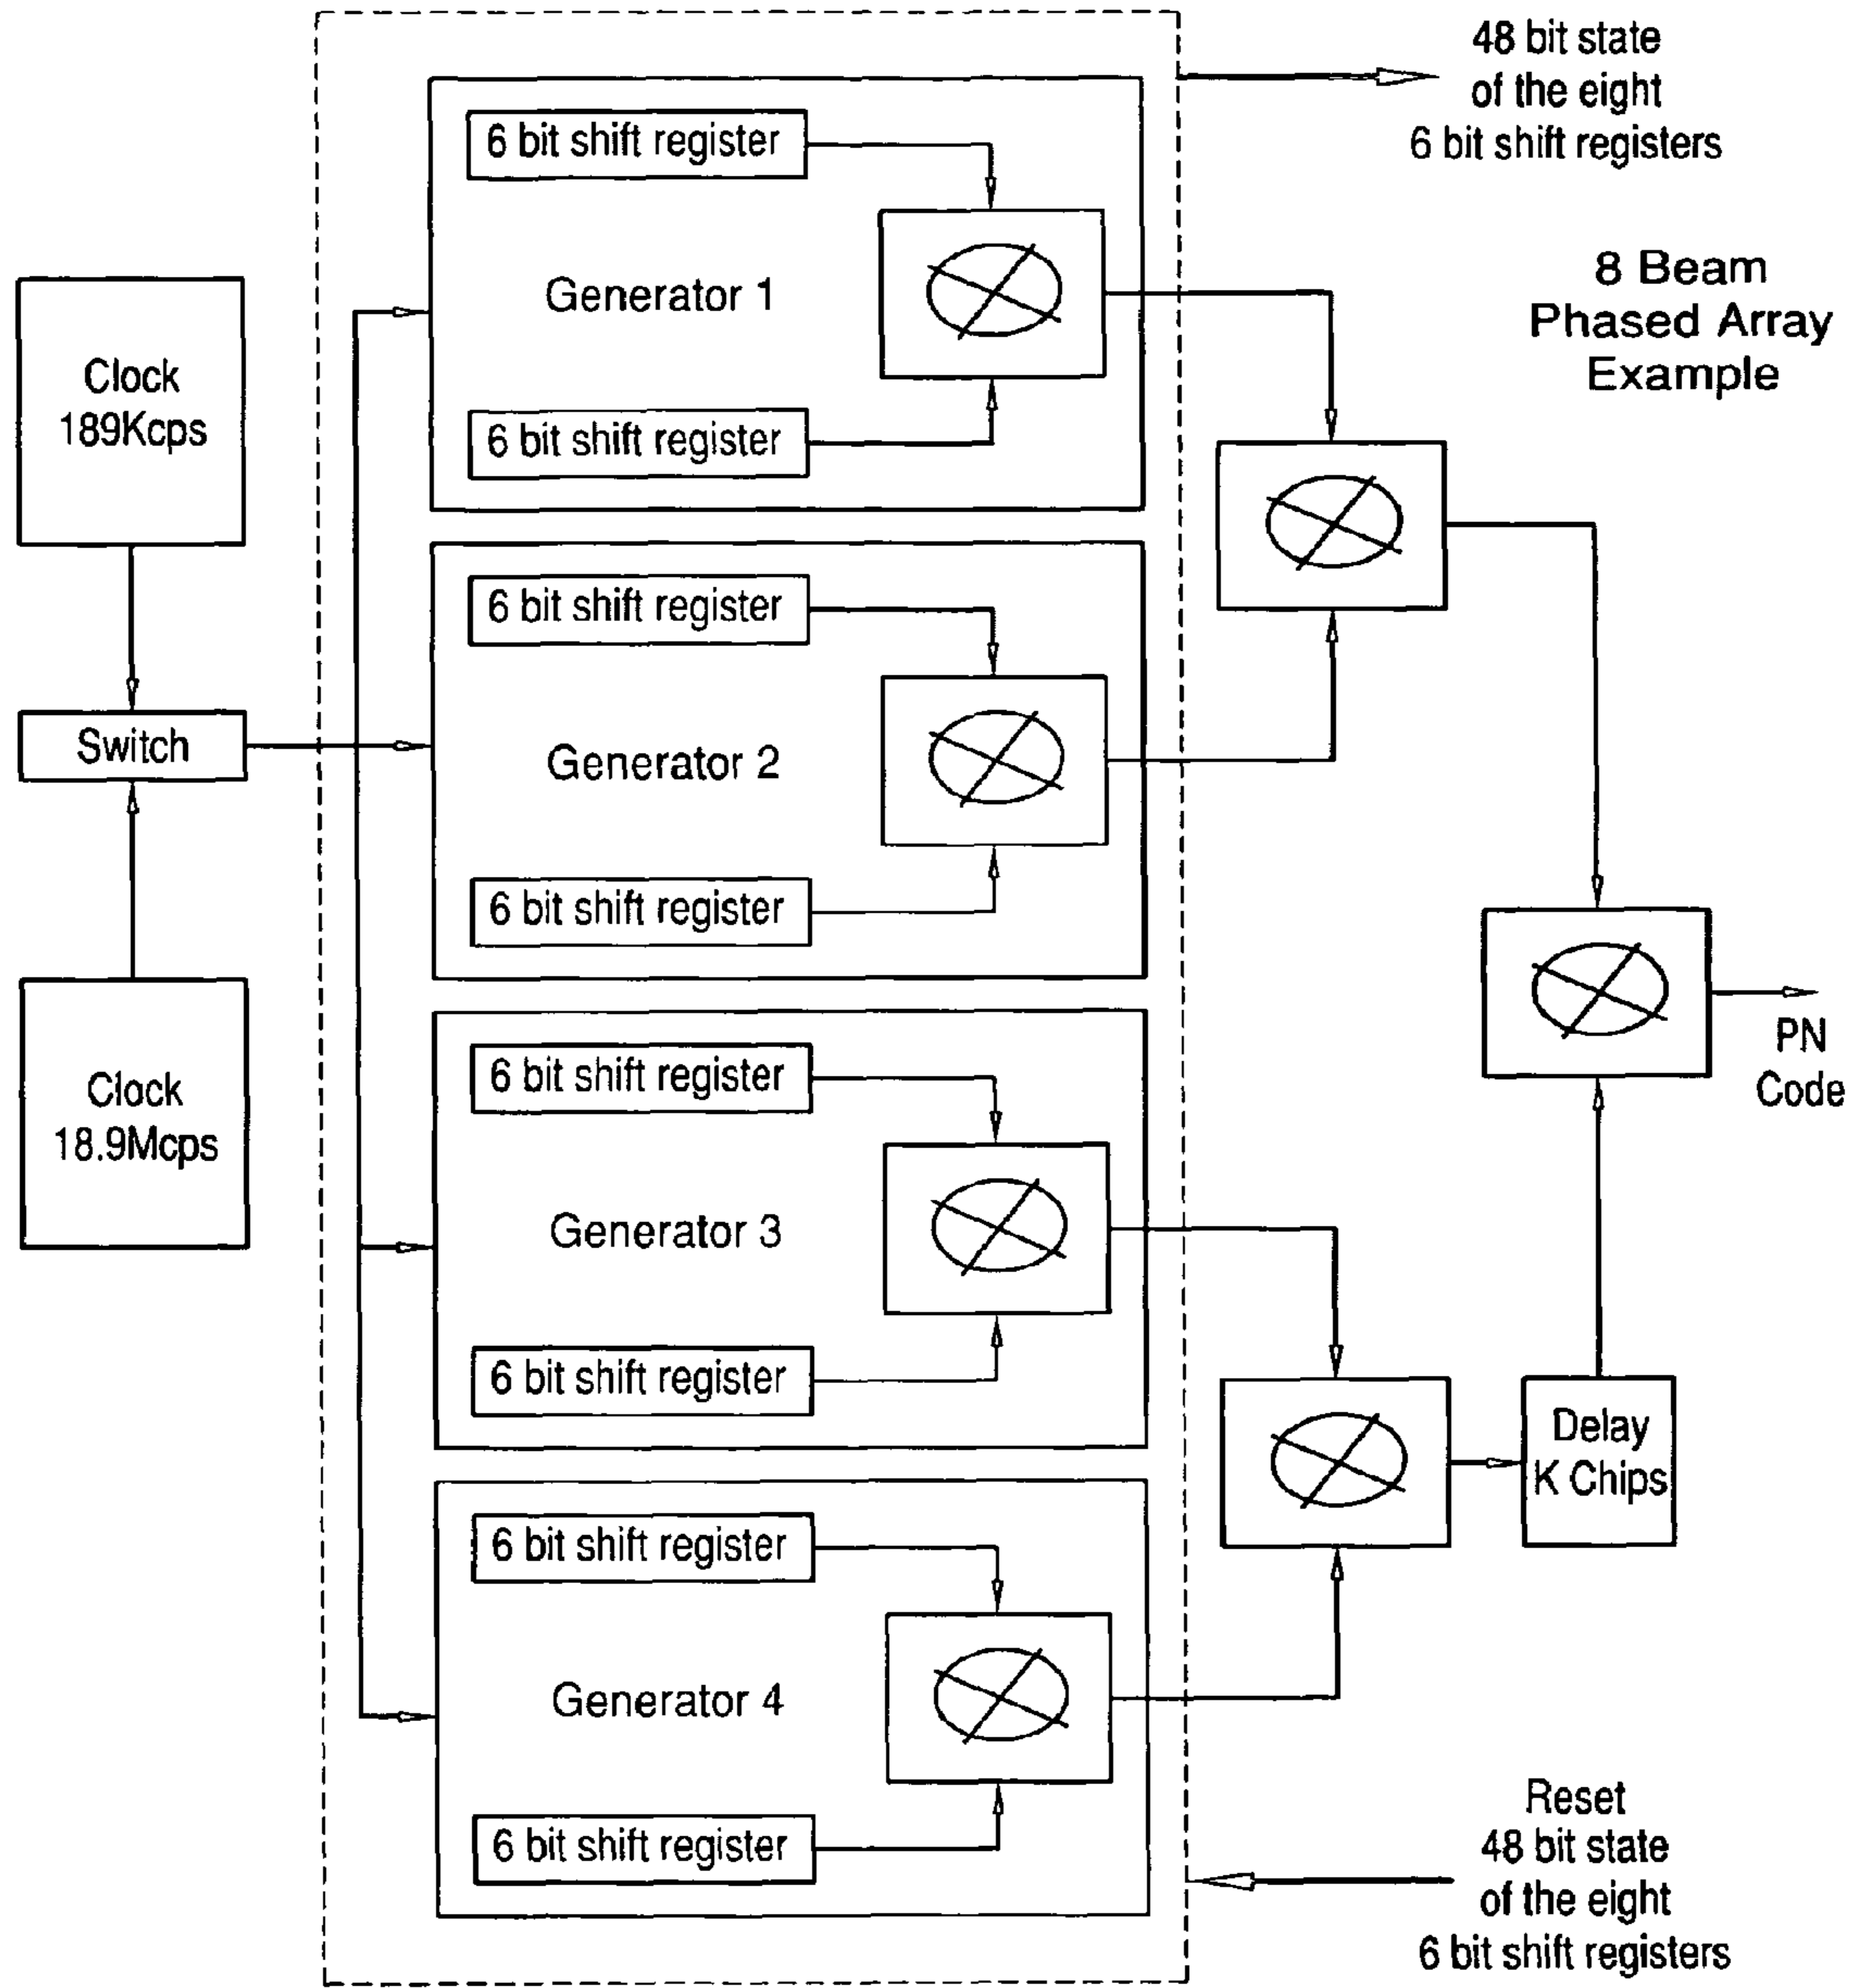 48 bit state
of the eight
6 bit shift registers
6 bit shift register
Generator 1
6 bit shift register
8 Beam
Phased Array
Example
Clock
189Kcps
6 bit shift register
Switch
Generator 2
6 bit shift register
Clock
18.9Mcps
6 bit shift register
Generator 3
6 bit shift register
PN
Code
Delay
K Chips
6 bit shift register
Generator 4
6 bit shift register
Reset
48 bit state
of the eight
6 bit shift registers